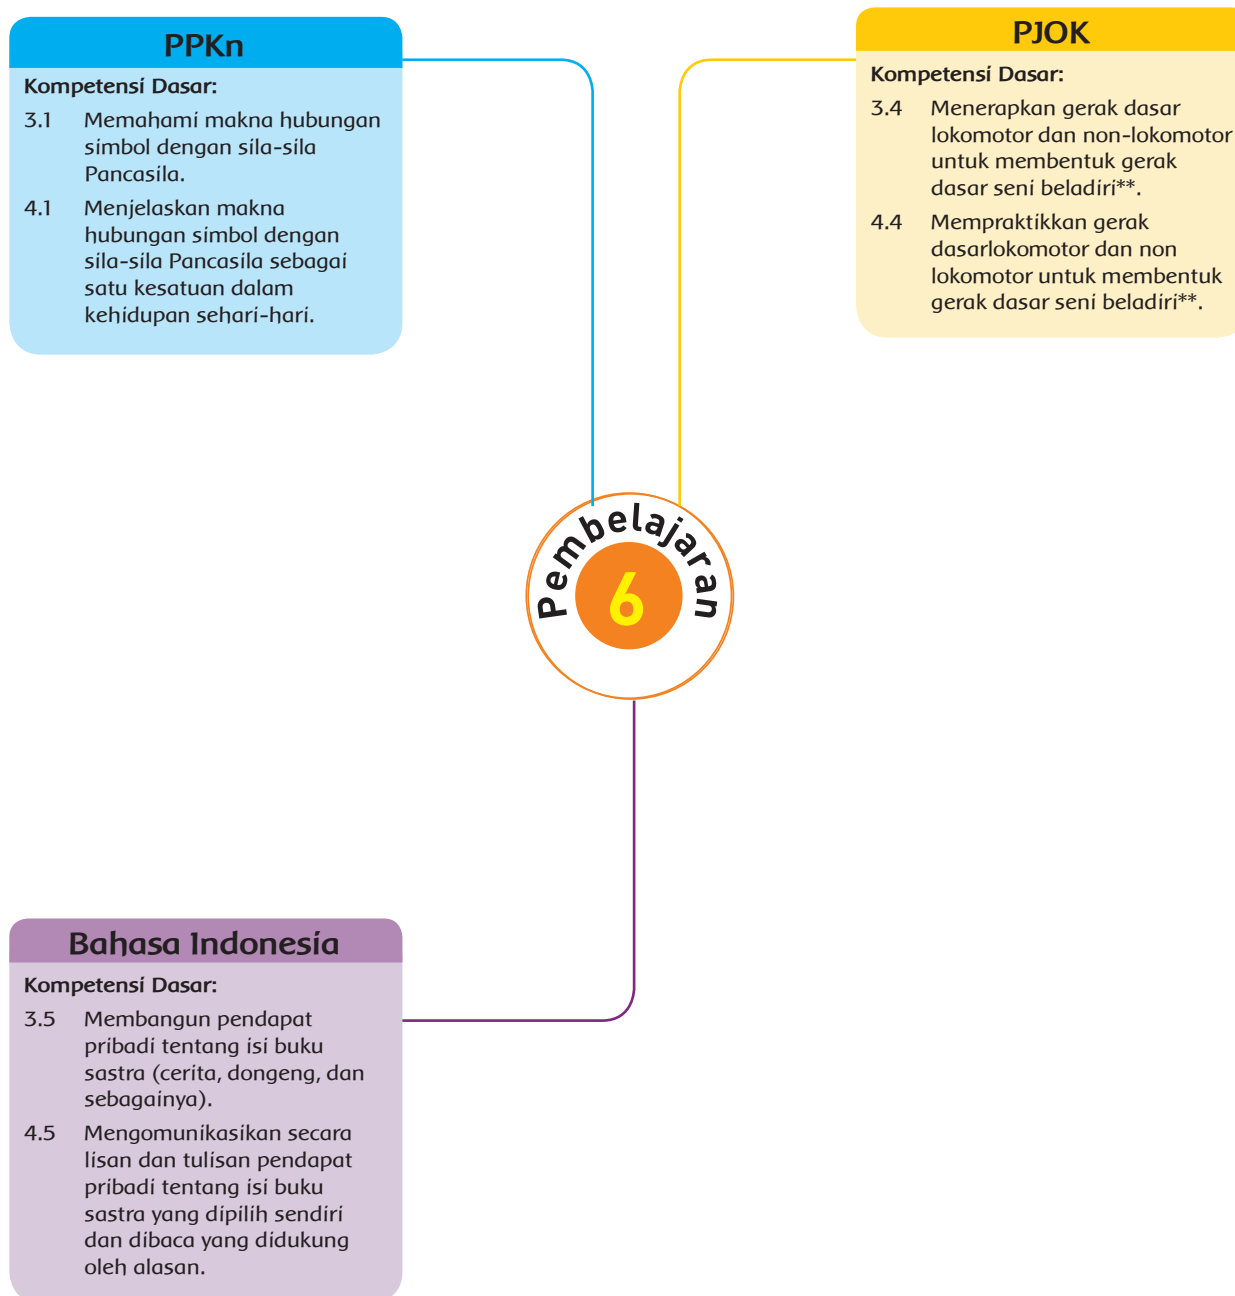 PPKn
Kompetensi Dasar:
3.1 Memahami makna hubungan
simbol dengan sila-sila
Pancasila.
4.1 Menjelaskan makna
hubungan simbol dengan
sila-sila Pancasila sebagai
satu kesatuan dalam
kehidupan sehari-hari.
PJOK
Kompetensi Dasar:
3.4 Menerapkan gerak dasar
lokomotor dan non-lokomotor
untuk membentuk gerak
dasar seni beladiri**.
4.4 Mempraktikkan gerak
dasarlokomotor dan non
lokomotor untuk membentuk
gerak dasar seni beladiri**.
Pembelajaran
6
Bahasa Indonesia
Kompetensi Dasar:
3.5 Membangun pendapat
pribadi tentang isi buku
sastra (cerita, dongeng, dan
sebagainya).
4.5 Mengomunikasikan secara
lisan dan tulisan pendapat
pribadi tentang isi buku
sastra yang dipilih sendiri
dan dibaca yang didukung
oleh alasan.